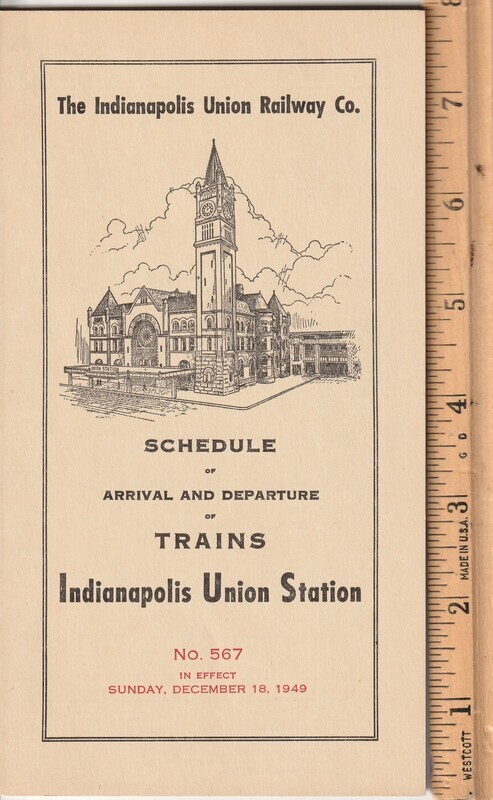 The Indianapolis Union Railway Co.
UNION STATION
SCHEDULE
OF
ARRIVAL AND DEPARTURE
OF
TRAINS
Indianapolis Union Station
No. 567
IN EFFECT
SUNDAY, DECEMBER 18, 1949
8
7
6
5
4
G D
3
MADE IN U.S.A.
2
1
WESTCOTT